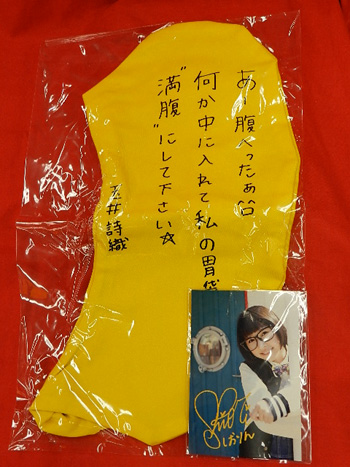 あー腹へったぁ
何か中に入れて私の胃袋
"満腹"にして下さい☆
玉井詩織
しおりん